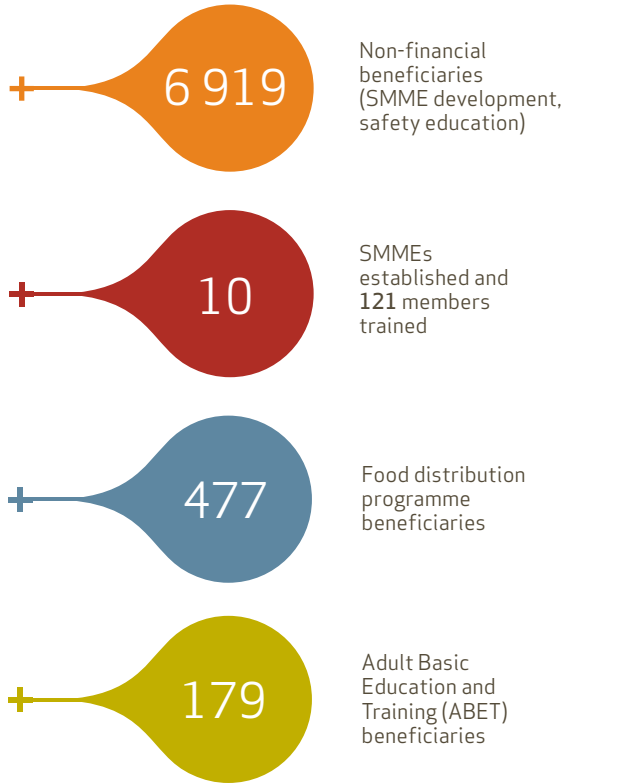 6 919
Non-financial
beneficiaries
(SMME development,
safety education)
10
SMMEs
established and
121 members
trained
477
Food distribution
programme
beneficiaries
179
Adult Basic
Education and
Training (ABET)
beneficiaries